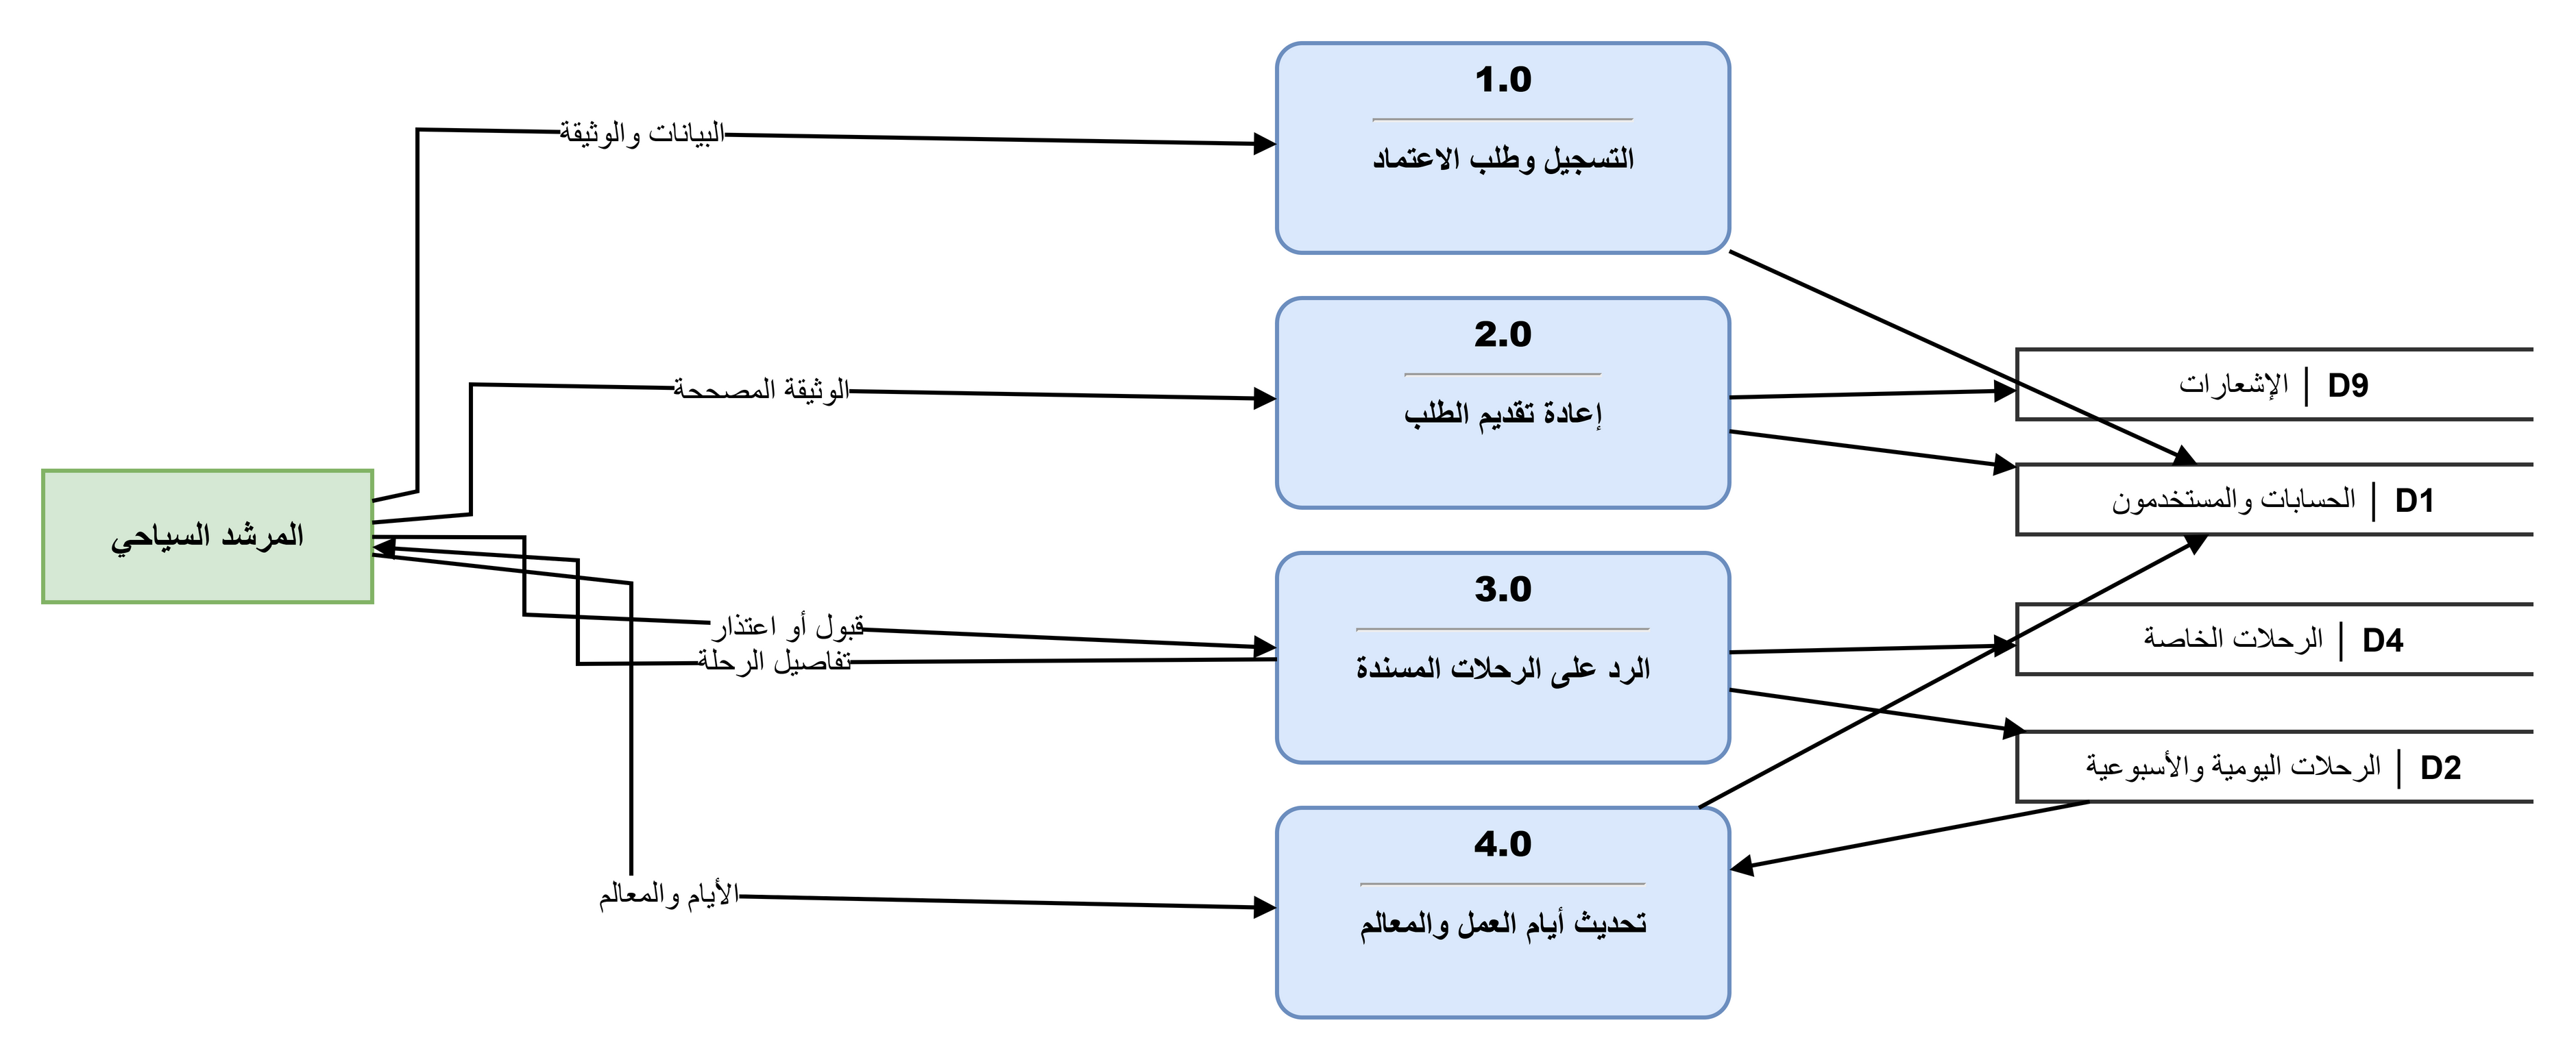 1.0
التسجيل وطلب الاعتماد
البيانات والوثيقة
2.0
إعادة تقديم الطلب
الوثيقة المصححة
D9 | الإشعارات
D1 | الحسابات والمستخدمون
المرشد السياحي
3.0
الرد على الرحلات المسندة
قبول أو اعتذار
تفاصيل الرحلة
D4 | الرحلات الخاصة
D2 | الرحلات اليومية والأسبوعية
4.0
تحديث أيام العمل والمعالم
الأيام والمعالم